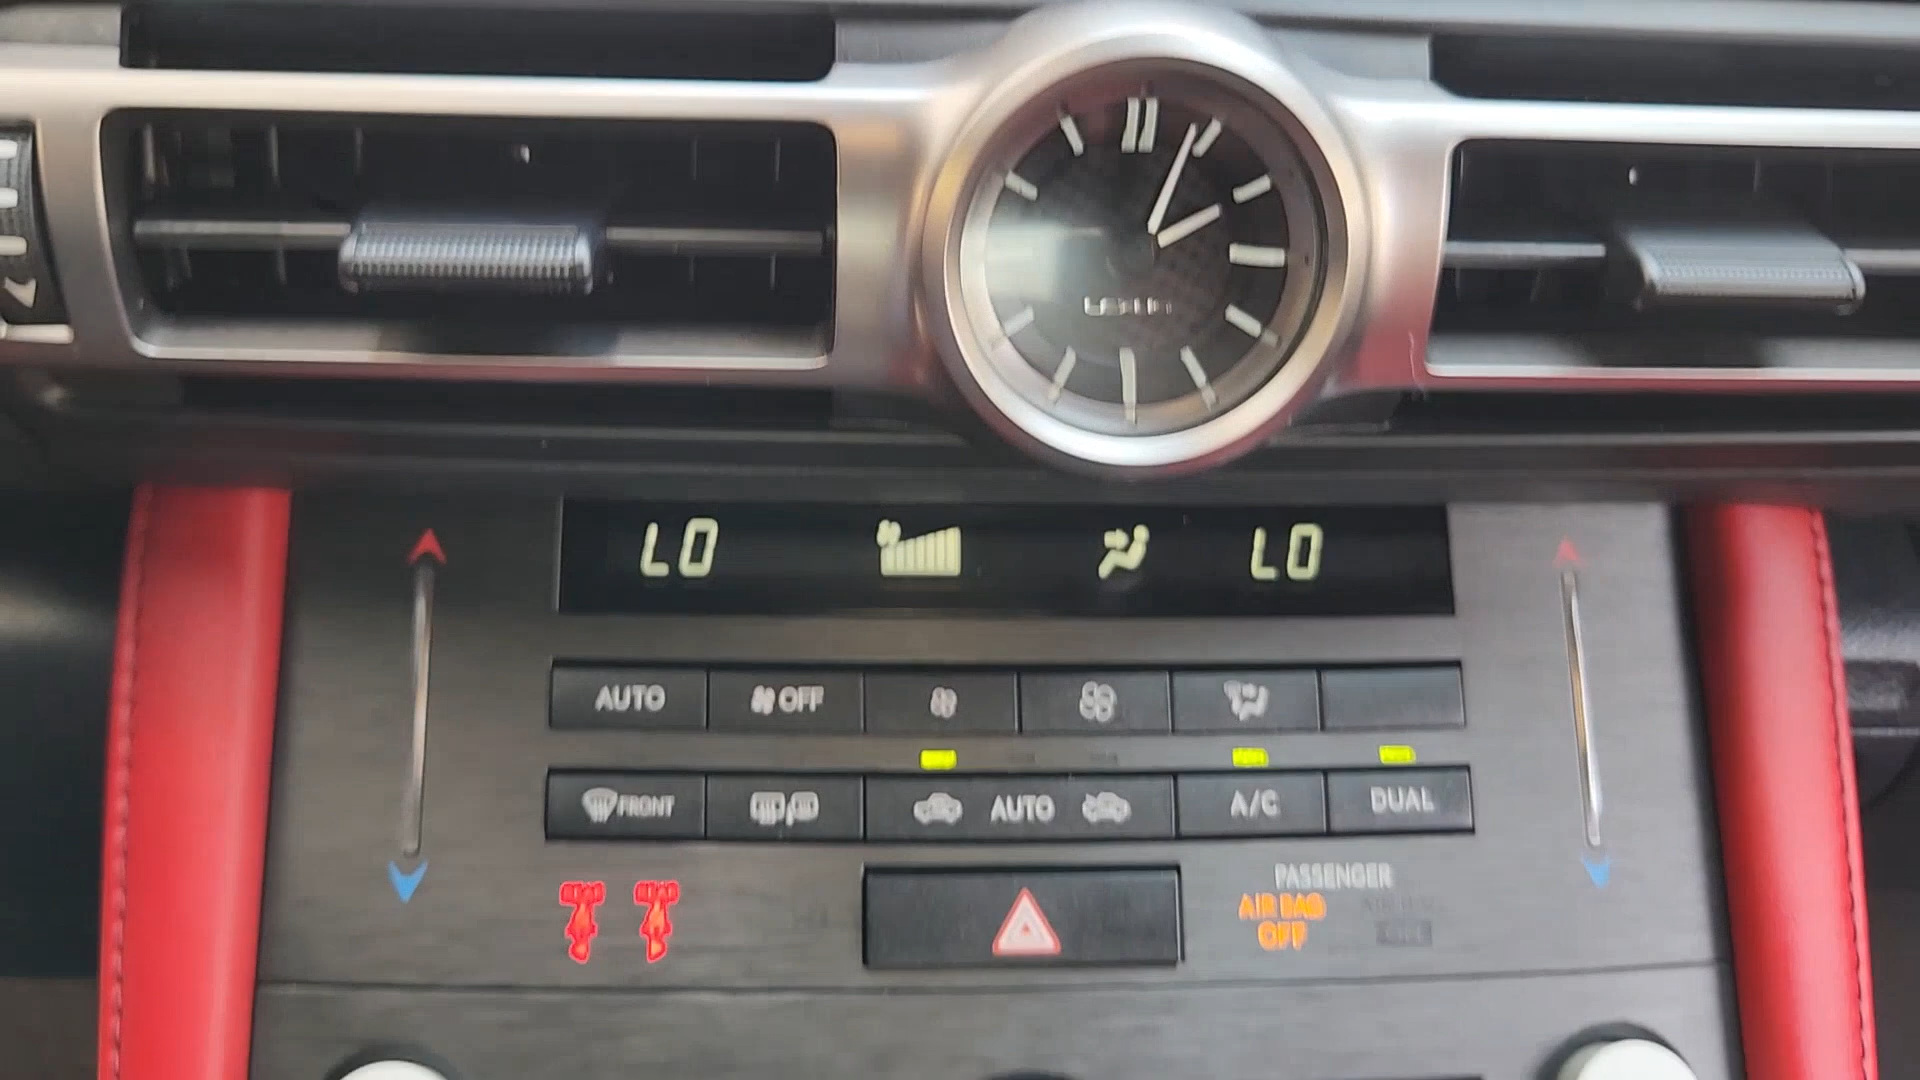 LO LO
AUTO OFF
FRONT AUTO A/C DUAL
PASSENGER
AIR BAG
OFF